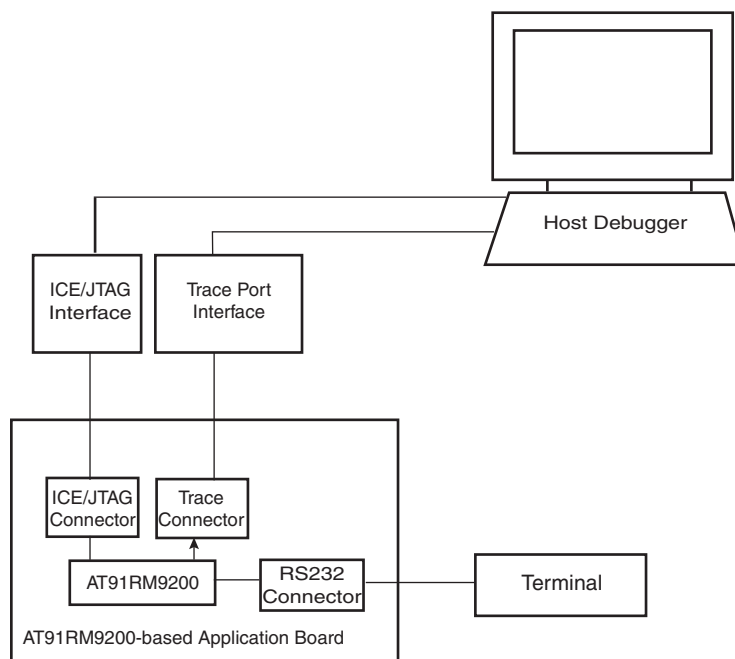 Host Debugger
ICE/JTAG
Interface
Trace Port
Interface
ICE/JTAG
Connector
Trace
Connector
AT91RM9200
RS232
Connector
Terminal
AT91RM9200-based Application Board